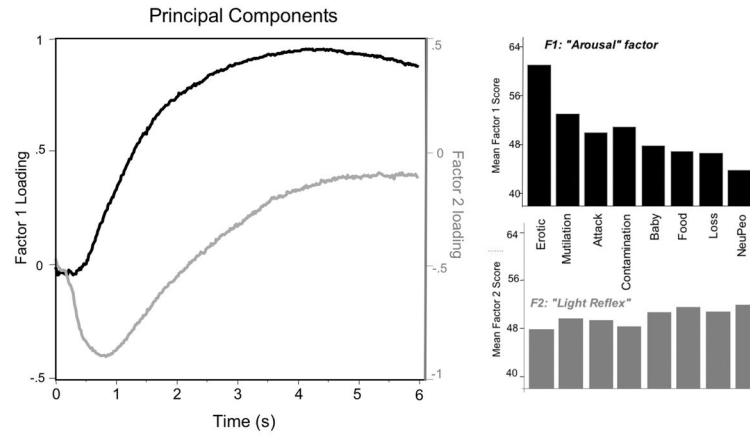 Principal Components
1
.5
0
-.5
Factor 1 Loading
.5
0
-.5
-1
Factor 2 loading
0
1
2
3
4
5
6
Time (s)
F1: "Arousal" factor
64
56
48
40
Mean Factor 1 Score
Erotic
Mutilation
Attack
Contamination
Baby
Food
Loss
NeuPeo
F2: "Light Reflex"
64
56
48
40
Mean Factor 2 Score